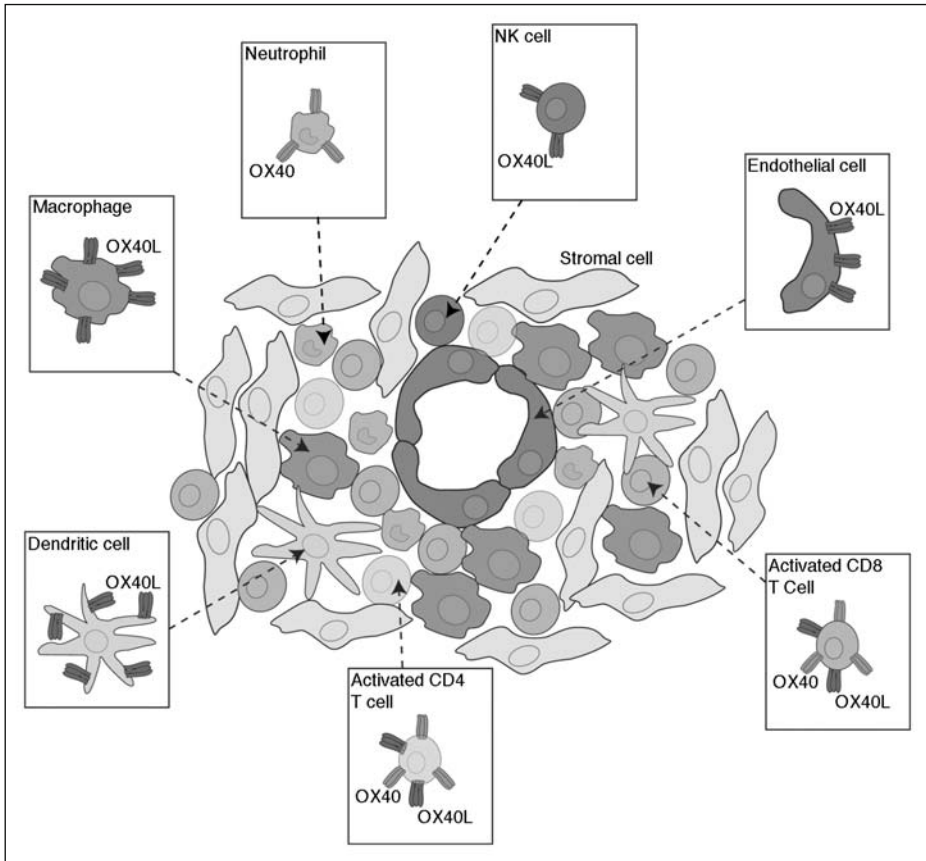 Neutrophil
OX40
NK cell
OX40L
Endothelial cell
OX40L
Macrophage
OX40L
Stromal cell
Dendritic cell
OX40L
Activated CD4
T cell
OX40
OX40L
Activated CD8
T Cell
OX40
OX40L